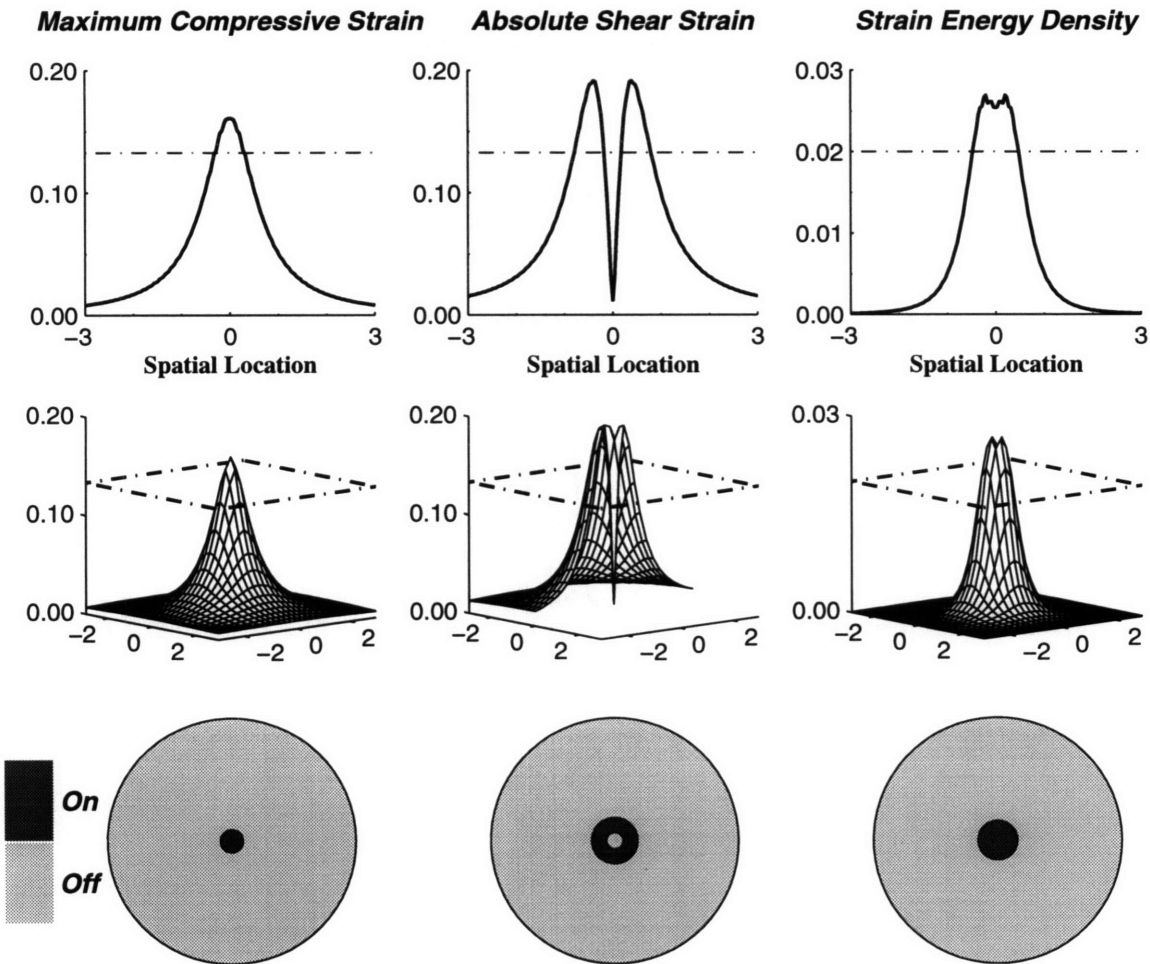 Maximum Compressive Strain Absolute Shear Strain Strain Energy Density
0.20 0.20 0.03
0.02
0.10 0.10
0.01
0.00 0.00 0.00
−3 0 3 −3 0 3 −3 0 3
Spatial Location Spatial Location Spatial Location
0.20 0.20 0.03
0.10 0.10
0.00 0.00 0.00
−2 0 2 −2 0 2 −2 0 2 −2 0 2 −2 0 2 −2 0 2
On
Off